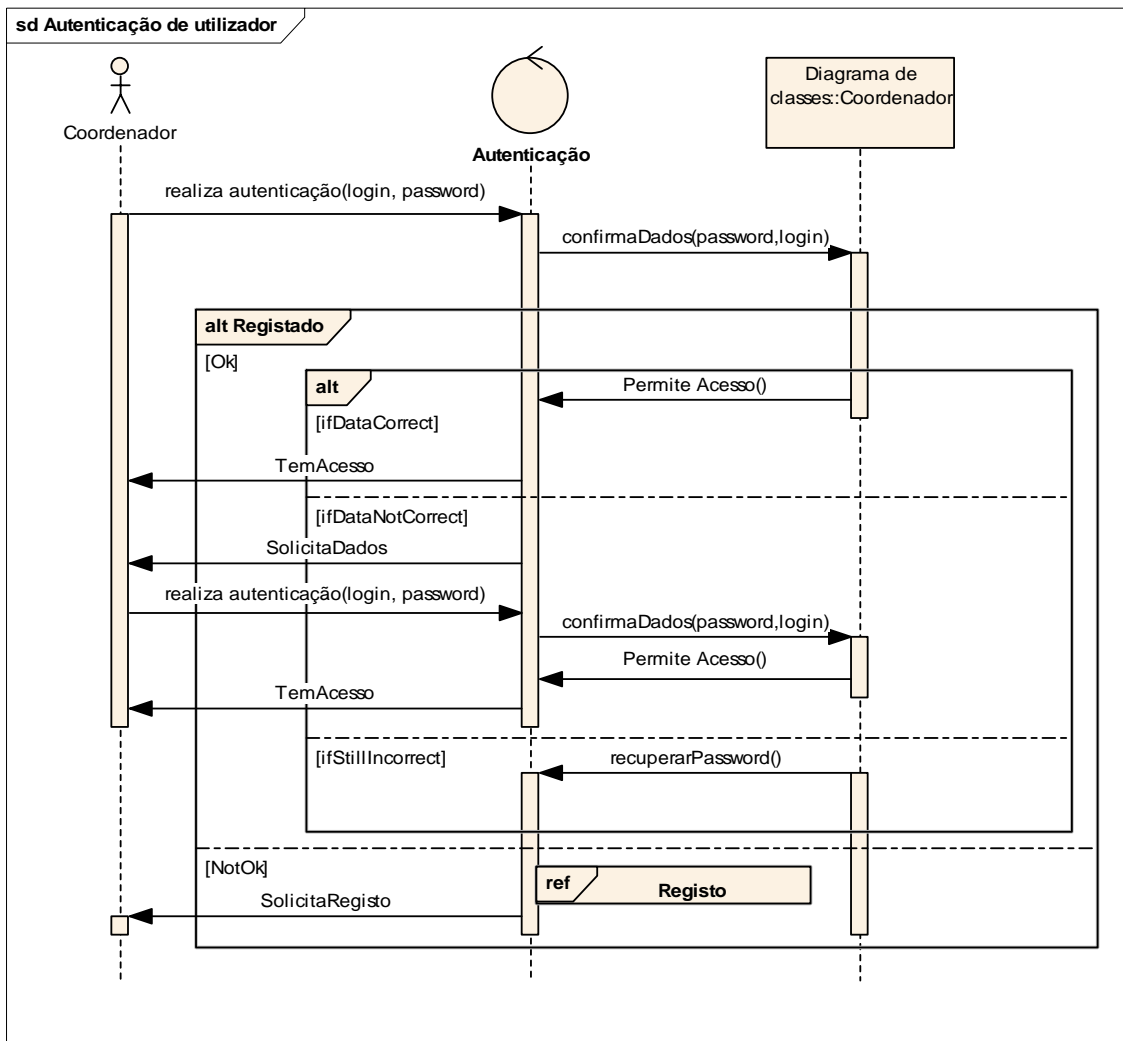 sd Autenticação de utilizador
Coordenador
Autenticação
Diagrama de
classes::Coordenador
realiza autenticação(login, password)
confirmaDados(password,login)
alt Registado
[Ok]
alt
Permite Acesso()
[ifDataCorrect]
TemAcesso
[ifDataNotCorrect]
SolicitaDados
realiza autenticação(login, password)
confirmaDados(password,login)
Permite Acesso()
TemAcesso
[ifStillIncorrect]
recuperarPassword()
[NotOk]
ref
Registo
SolicitaRegisto